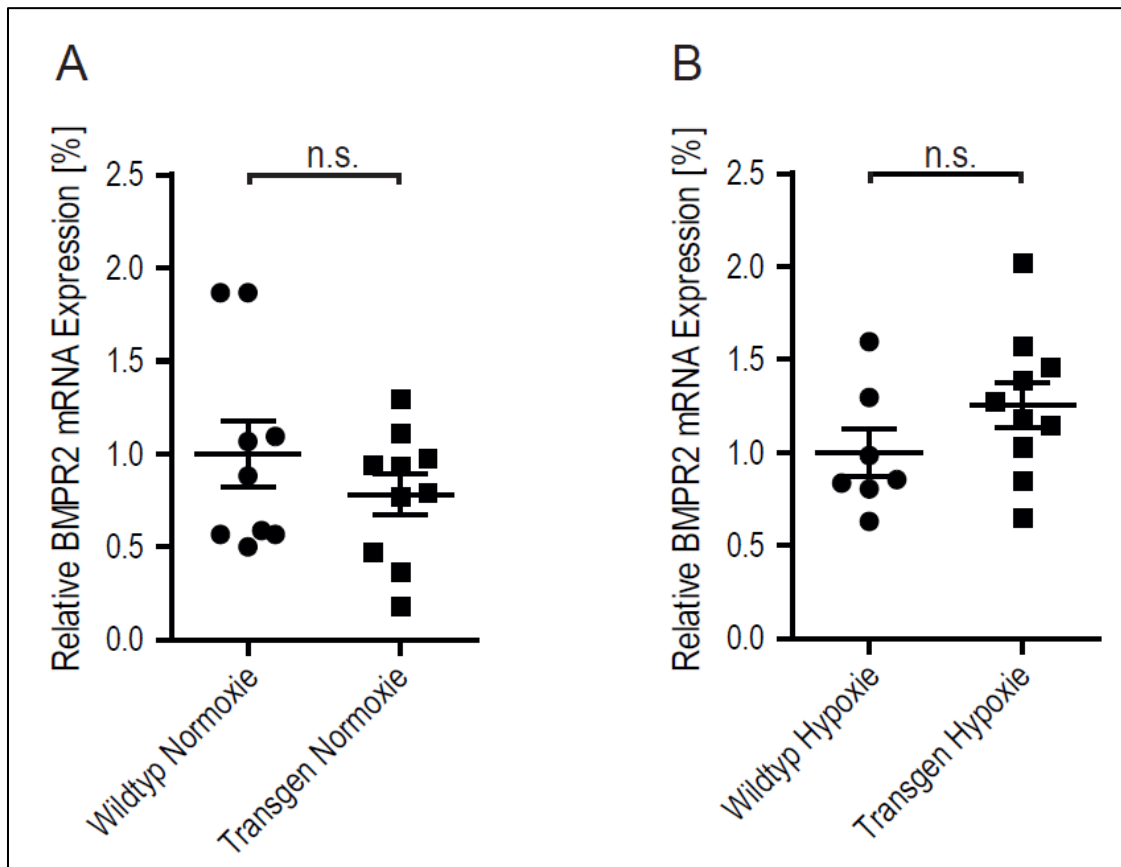 A
Relative BMPR2 mRNA Expression [%]
n.s.
2.5
2.0
1.5
1.0
0.5
0.0
Wildtyp Normoxie
Transgen Normoxie
B
Relative BMPR2 mRNA Expression [%]
n.s.
2.5
2.0
1.5
1.0
0.5
0.0
Wildtyp Hypoxie
Transgen Hypoxie